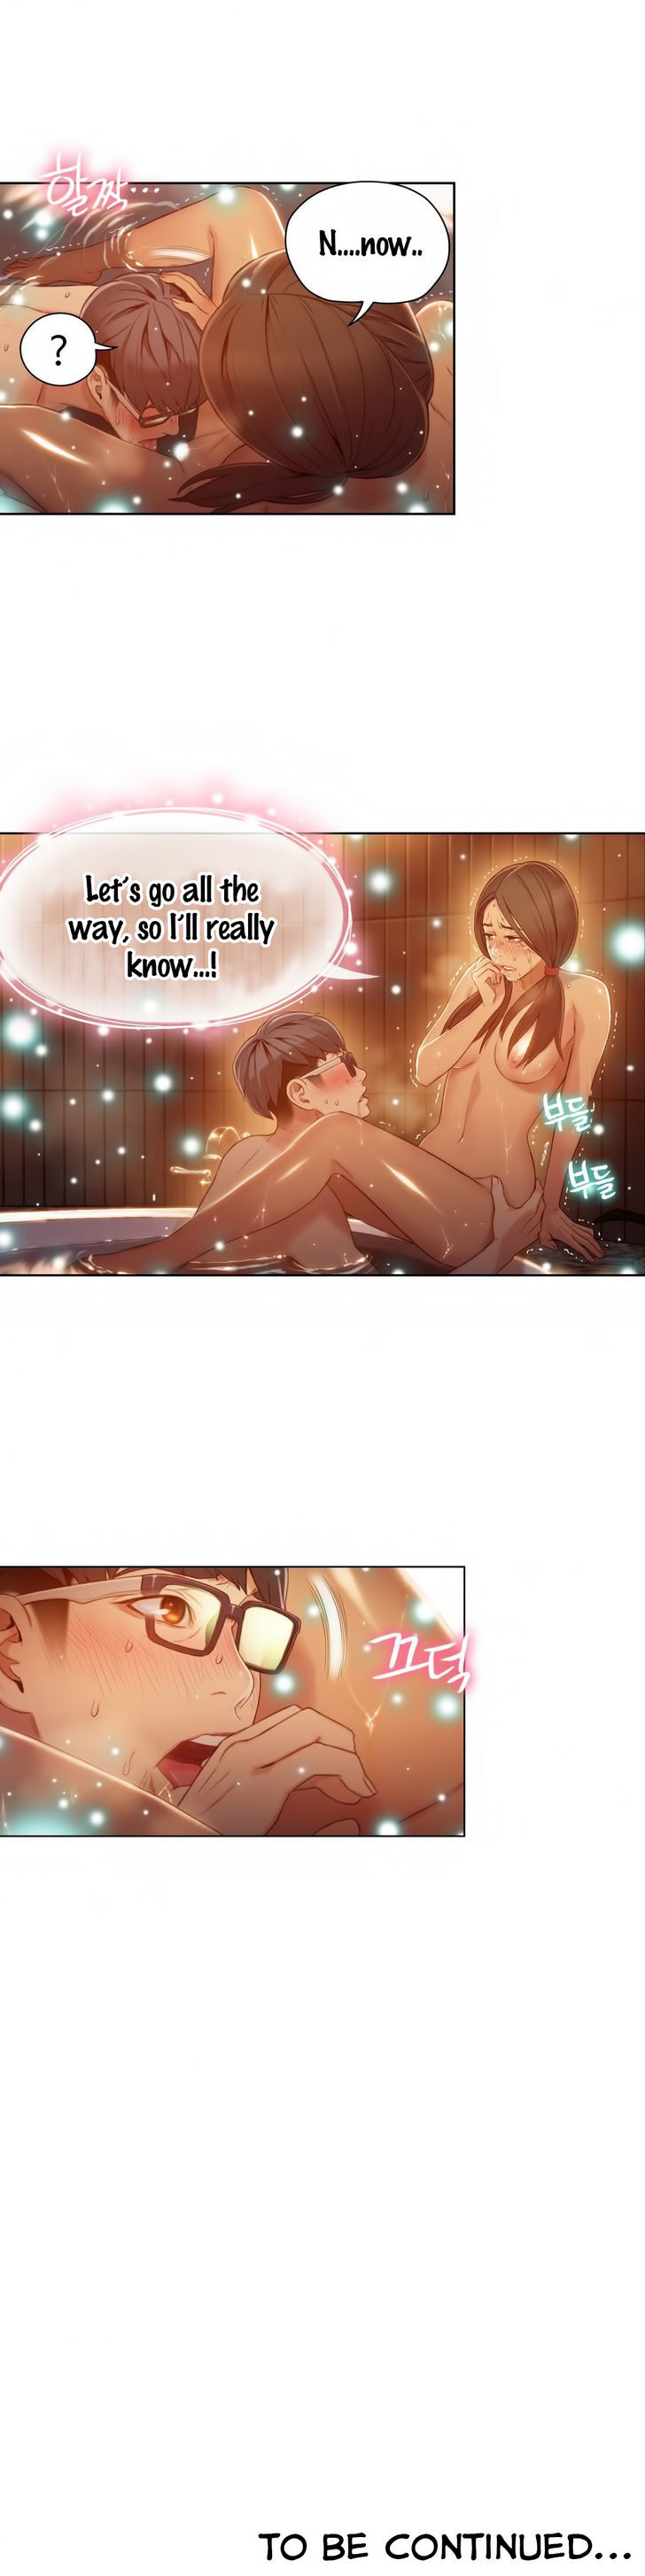 할짝...
N....now..
?
Let's go all the
way, so I'll really
know...!
부들
부들
끄덕
TO BE CONTINUED...